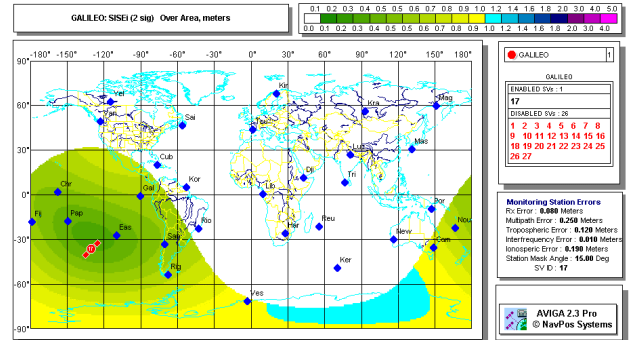 GALILEO: SISEi (2 sig) Over Area, meters
0.1 0.2 0.3 0.4 0.5 0.6 0.7 0.8 0.9 1.0 1.2 1.4 1.6 1.8 2.0 3.0 4.0 5.0
0.0 0.1 0.2 0.3 0.4 0.5 0.6 0.7 0.8 0.9 1.0 1.2 1.4 1.6 1.8 2.0 3.0 4.0
-180° -150° -120° -90° -60° -30° 0° 30° 60° 90° 120° 150° 180°
90°
60°
30°
0°
-30°
-60°
-90°
Yel
Kir
Mag
Kra
Sai
Tou
Cub
Mas
Kor
Dji
Tri
Chr
Gal
Lib
Fij
Pap
Rio
Reu
Nou
Eas
Har
New
17
Rig
Ker
Ves
GALILEO 1
GALILEO
ENABLED SVs : 1
17
DISABLED SVs : 26
1 2 3 4 5 6 7 8
9 10 11 12 13 14 15 16
18 19 20 21 22 23 24 25
26 27
Monitoring Station Errors
Rx Error : 0.080 Meters
Multipath Error : 0.250 Meters
Tropospheric Error : 0.120 Meters
Interfrequency Error : 0.010 Meters
Ionosperic Error : 0.190 Meters
Station Mask Angle : 15.00 Deg
SV ID : 17
AVIGA 2.3 Pro
© NavPos Systems